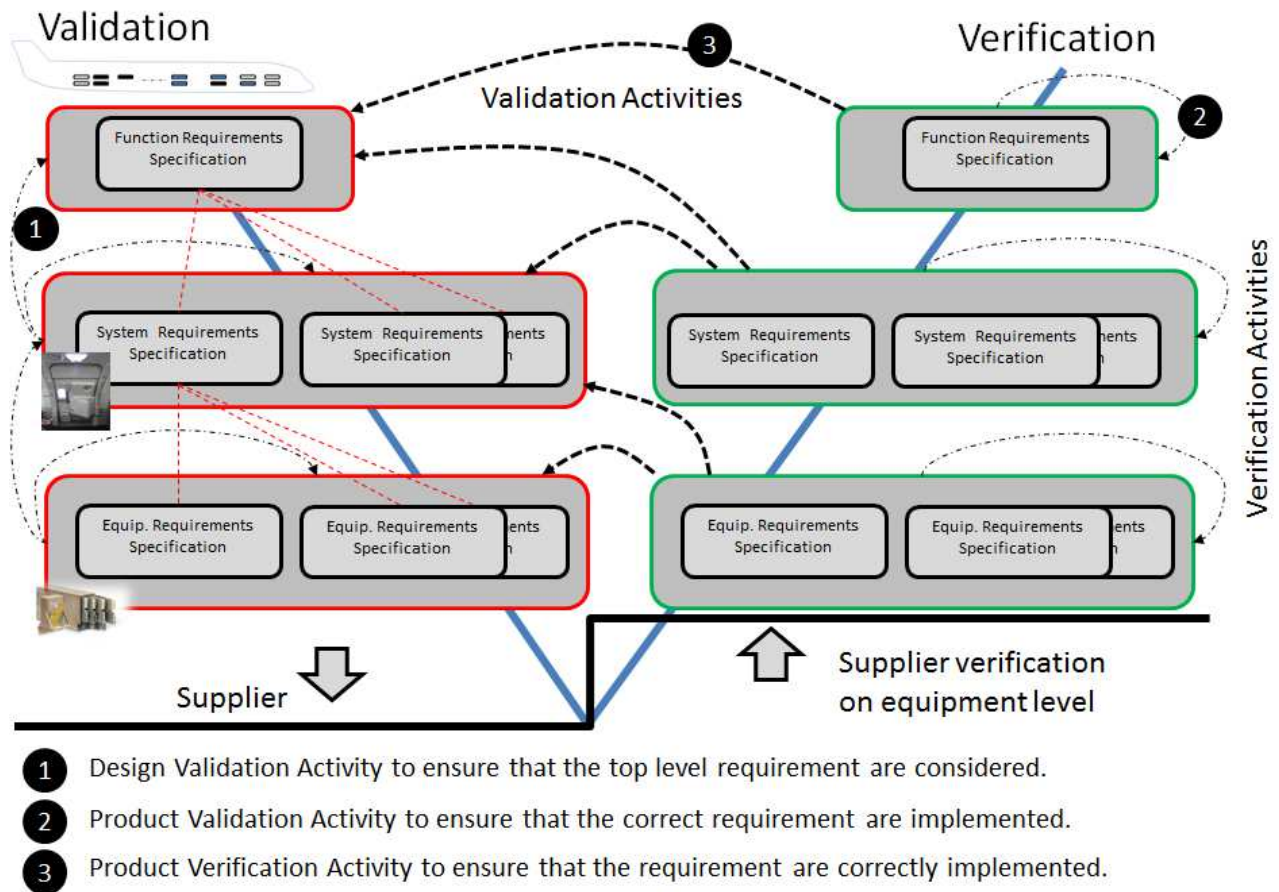 Validation
Verification
3
Validation Activities
2
Function Requirements
Specification
Function Requirements
Specification
1
System Requirements
Specification
System Requirements
Specification
ments
n
System Requirements
Specification
System Requirements
Specification
ments
n
Verification Activities
Equip. Requirements
Specification
Equip. Requirements
Specification
ments
n
Equip. Requirements
Specification
Equip. Requirements
Specification
ments
n
Supplier
Supplier verification
on equipment level
1 Design Validation Activity to ensure that the top level requirement are considered.
2 Product Validation Activity to ensure that the correct requirement are implemented.
3 Product Verification Activity to ensure that the requirement are correctly implemented.